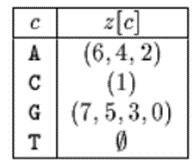 c z[c]
A (6, 4, 2)
C (1)
G (7, 5, 3, 0)
T ∅